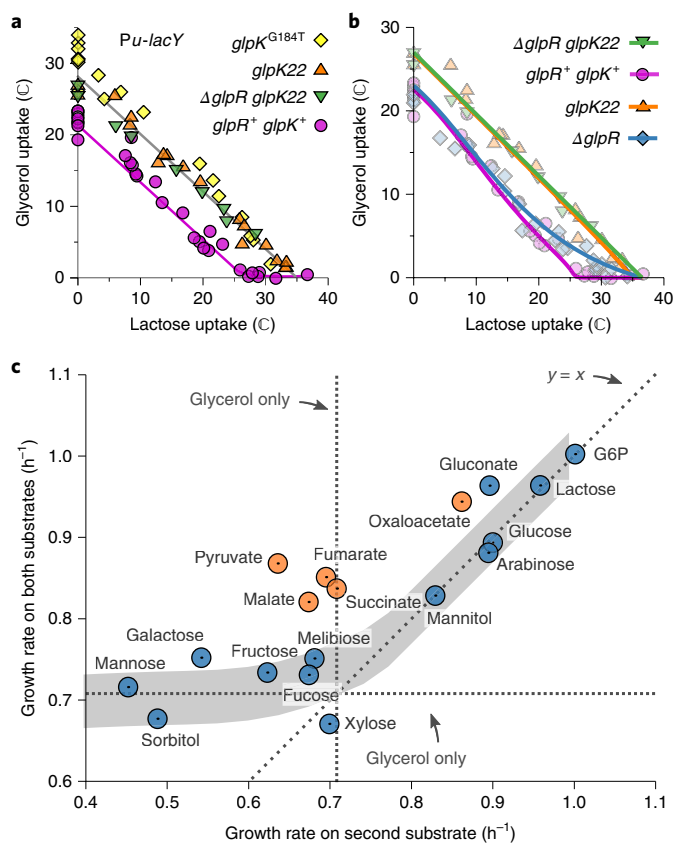 a
Pu-lacY
glpK^G184T
glpK22
ΔglpR glpK22
glpR⁺ glpK⁺
Glycerol uptake (ℂ)
30
20
10
0
0
10
20
30
40
Lactose uptake (ℂ)
b
ΔglpR glpK22
glpR⁺ glpK⁺
glpK22
ΔglpR
Glycerol uptake (ℂ)
30
20
10
0
0
10
20
30
40
Lactose uptake (ℂ)
c
Growth rate on both substrates (h⁻¹)
1.1
1.0
0.9
0.8
0.7
0.6
Glycerol only
y = x
G6P
Gluconate
Lactose
Oxaloacetate
Glucose
Arabinose
Pyruvate
Fumarate
Malate
Succinate
Mannitol
Galactose
Melibiose
Fructose
Mannose
Fucose
Sorbitol
Xylose
Glycerol only
0.4
0.5
0.6
0.7
0.8
0.9
1.0
1.1
Growth rate on second substrate (h⁻¹)